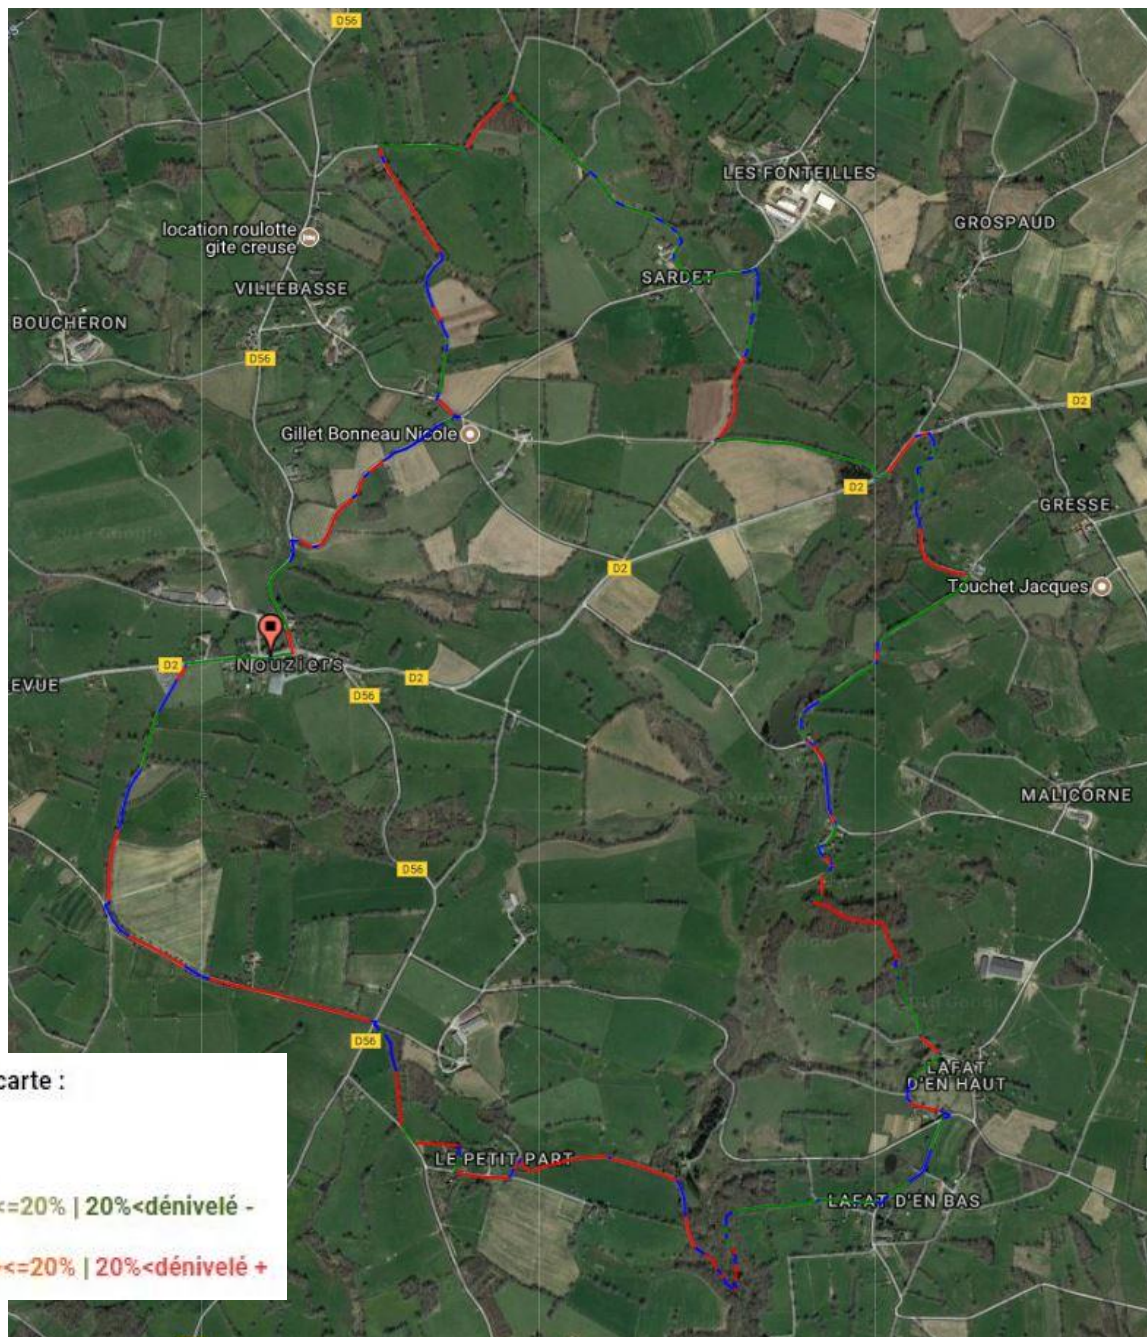 D56
LES FONTEILLES
location roulotte
gite creuse
GROSPAUD
SARDET
VILLEBASSE
BOUCHERON
D56
D2
Gillet Bonneau Nicole
D2
GRESSE
D2
Touchet Jacques
Nouziers
D2
D2
EVUE
D56
MALICORNE
D56
D56
carte :
LAFAT
D'EN HAUT
LE PETIT PART
<=20% | 20%<dénivelé -
LAFAT D'EN BAS
<=20% | 20%<dénivelé +